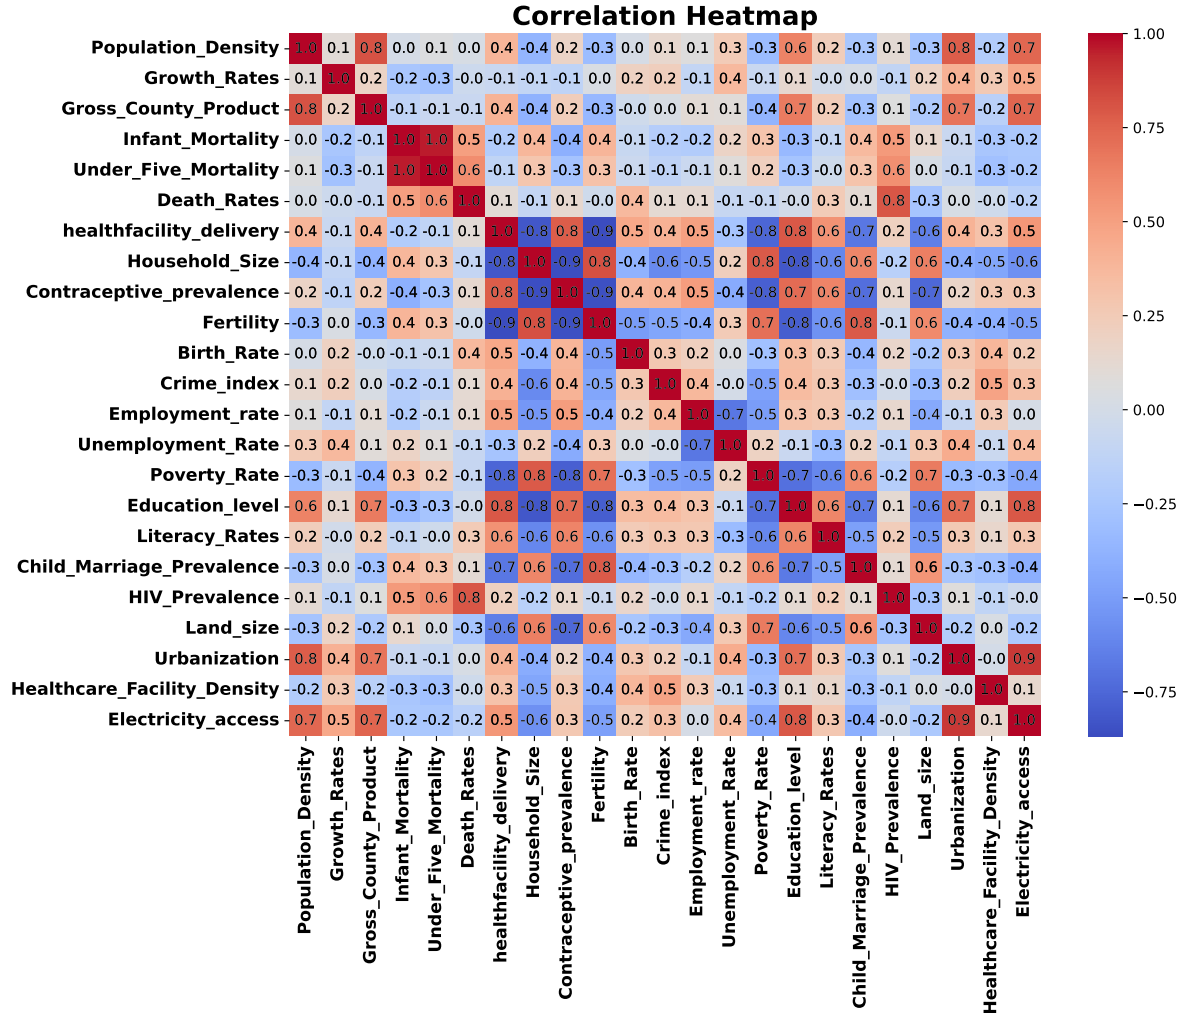 Correlation Heatmap
Population_Density 1.0 0.1 0.8 0.0 0.1 0.0 0.4 -0.4 0.2 -0.3 0.0 0.1 0.1 0.3 -0.3 0.6 0.2 -0.3 0.1 -0.3 0.8 -0.2 0.7
Growth_Rates 0.1 1.0 0.2 -0.2 -0.3 -0.0 -0.1 -0.1 -0.1 0.0 0.2 0.2 -0.1 0.4 -0.1 0.1 -0.0 0.0 -0.1 0.2 0.4 0.3 0.5
Gross_County_Product 0.8 0.2 1.0 -0.1 -0.1 -0.1 0.4 -0.4 0.2 -0.3 -0.0 0.0 0.1 0.1 -0.4 0.7 0.2 -0.3 0.1 -0.2 0.7 -0.2 0.7
Infant_Mortality 0.0 -0.2 -0.1 1.0 1.0 0.5 -0.2 0.4 -0.4 0.4 -0.1 -0.2 -0.2 0.2 0.3 -0.3 -0.1 0.4 0.5 0.1 -0.1 -0.3 -0.2
Under_Five_Mortality 0.1 -0.3 -0.1 1.0 1.0 0.6 -0.1 0.3 -0.3 0.3 -0.1 -0.1 -0.1 0.1 0.2 -0.3 -0.0 0.3 0.6 0.0 -0.1 -0.3 -0.2
Death_Rates 0.0 -0.0 -0.1 0.5 0.6 1.0 0.1 -0.1 0.1 -0.0 0.4 0.1 0.1 -0.1 -0.1 -0.0 0.3 0.1 0.8 -0.3 0.0 -0.0 -0.2
healthfacility_delivery 0.4 -0.1 0.4 -0.2 -0.1 0.1 1.0 -0.8 0.8 -0.9 0.5 0.4 0.5 -0.3 -0.8 0.8 0.6 -0.7 0.2 -0.6 0.4 0.3 0.5
Household_Size -0.4 -0.1 -0.4 0.4 0.3 -0.1 -0.8 1.0 -0.9 0.8 -0.4 -0.6 -0.5 0.2 0.8 -0.8 -0.6 0.6 -0.2 0.6 -0.4 -0.5 -0.6
Contraceptive_prevalence 0.2 -0.1 0.2 -0.4 -0.3 0.1 0.8 -0.9 1.0 -0.9 0.4 0.4 0.5 -0.4 -0.8 0.7 0.6 -0.7 0.1 -0.7 0.2 0.3 0.3
Fertility -0.3 0.0 -0.3 0.4 0.3 -0.0 -0.9 0.8 -0.9 1.0 -0.5 -0.5 -0.4 0.3 0.7 -0.8 -0.6 0.8 -0.1 0.6 -0.4 -0.4 -0.5
Birth_Rate 0.0 0.2 -0.0 -0.1 -0.1 0.4 0.5 -0.4 0.4 -0.5 1.0 0.3 0.2 0.0 -0.3 0.3 0.3 -0.4 0.2 -0.2 0.3 0.4 0.2
Crime_index 0.1 0.2 0.0 -0.2 -0.1 0.1 0.4 -0.6 0.4 -0.5 0.3 1.0 0.4 -0.0 -0.5 0.4 0.3 -0.3 -0.0 -0.3 0.2 0.5 0.3
Employment_rate 0.1 -0.1 0.1 -0.2 -0.1 0.1 0.5 -0.5 0.5 -0.4 0.2 0.4 1.0 -0.7 -0.5 0.3 0.3 -0.2 0.1 -0.4 -0.1 0.3 0.0
Unemployment_Rate 0.3 0.4 0.1 0.2 0.1 -0.1 -0.3 0.2 -0.4 0.3 0.0 -0.0 -0.7 1.0 0.2 -0.1 -0.3 0.2 -0.1 0.3 0.4 -0.1 0.4
Poverty_Rate -0.3 -0.1 -0.4 0.3 0.2 -0.1 -0.8 0.8 -0.8 0.7 -0.3 -0.5 -0.5 0.2 1.0 -0.7 -0.6 0.6 -0.2 0.7 -0.3 -0.3 -0.4
Education_level 0.6 0.1 0.7 -0.3 -0.3 -0.0 0.8 -0.8 0.7 -0.8 0.3 0.4 0.3 -0.1 -0.7 1.0 0.6 -0.7 0.1 -0.6 0.7 0.1 0.8
Literacy_Rates 0.2 -0.0 0.2 -0.1 -0.0 0.3 0.6 -0.6 0.6 -0.6 0.3 0.3 0.3 -0.3 -0.6 0.6 1.0 -0.5 0.2 -0.5 0.3 0.1 0.3
Child_Marriage_Prevalence -0.3 0.0 -0.3 0.4 0.3 0.1 -0.7 0.6 -0.7 0.8 -0.4 -0.3 -0.2 0.2 0.6 -0.7 -0.5 1.0 0.1 0.6 -0.3 -0.3 -0.4
HIV_Prevalence 0.1 -0.1 0.1 0.5 0.6 0.8 0.2 -0.2 0.1 -0.1 0.2 -0.0 0.1 -0.1 -0.2 0.1 0.2 0.1 1.0 -0.3 0.1 -0.1 -0.0
Land_size -0.3 0.2 -0.2 0.1 0.0 -0.3 -0.6 0.6 -0.7 0.6 -0.2 -0.3 -0.4 0.3 0.7 -0.6 -0.5 0.6 -0.3 1.0 -0.2 0.0 -0.2
Urbanization 0.8 0.4 0.7 -0.1 -0.1 0.0 0.4 -0.4 0.2 -0.4 0.3 0.2 -0.1 0.4 -0.3 0.7 0.3 -0.3 0.1 -0.2 1.0 -0.0 0.9
Healthcare_Facility_Density -0.2 0.3 -0.2 -0.3 -0.3 -0.0 0.3 -0.5 0.3 -0.4 0.4 0.5 0.3 -0.1 -0.3 0.1 0.1 -0.3 -0.1 0.0 -0.0 1.0 0.1
Electricity_access 0.7 0.5 0.7 -0.2 -0.2 -0.2 0.5 -0.6 0.3 -0.5 0.2 0.3 0.0 0.4 -0.4 0.8 0.3 -0.4 -0.0 -0.2 0.9 0.1 1.0
Population_Density
Growth_Rates
Gross_County_Product
Infant_Mortality
Under_Five_Mortality
Death_Rates
healthfacility_delivery
Household_Size
Contraceptive_prevalence
Fertility
Birth_Rate
Crime_index
Employment_rate
Unemployment_Rate
Poverty_Rate
Education_level
Literacy_Rates
Child_Marriage_Prevalence
HIV_Prevalence
Land_size
Urbanization
Healthcare_Facility_Density
Electricity_access
1.00
0.75
0.50
0.25
0.00
−0.25
−0.50
−0.75